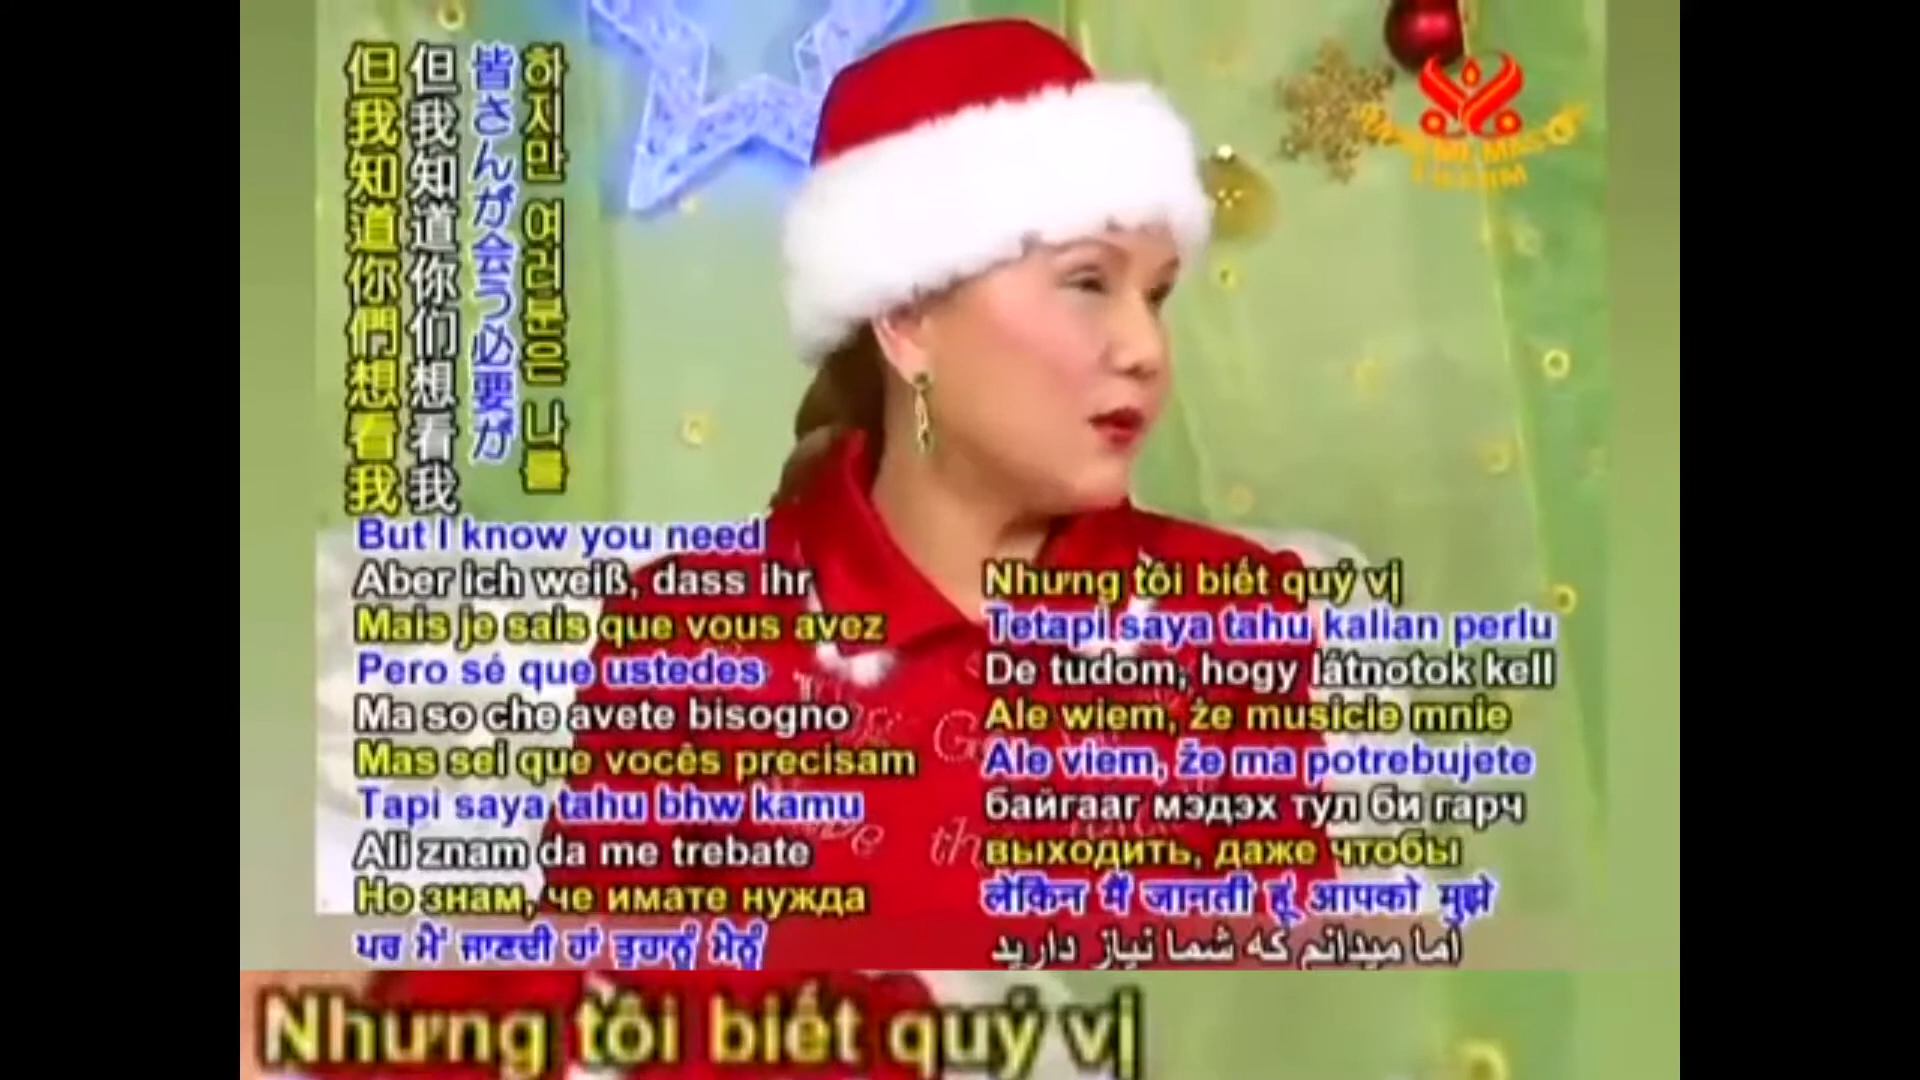 但我知道你們想看我
但我知道你们想看我
皆さんが会う必要が
하지만 여러분은 나를
But I know you need
Aber ich weiß, dass ihr
Mais je sais que vous avez
Pero sé que ustedes
Ma so che avete bisogno
Mas sei que vocês precisam
Tapi saya tahu bhw kamu
Ali znam da me trebate
Но знам, че имате нужда
ਪਰ ਮੈਂ ਜਾਣਦੀ ਹਾਂ ਤੁਹਾਨੂੰ ਮੈਨੂੰ
Nhưng tôi biết quý vị
Tetapi saya tahu kalian perlu
De tudom, hogy látnotok kell
Ale wiem, że musicie mnie
Ale viem, že ma potrebujete
байгааг мэдэх тул би гарч
выходить, даже чтобы
लेकिन मैं जानती हूं आपको मुझे
اما میدانم که شما نیاز دارید
Nhưng tôi biết quý vị